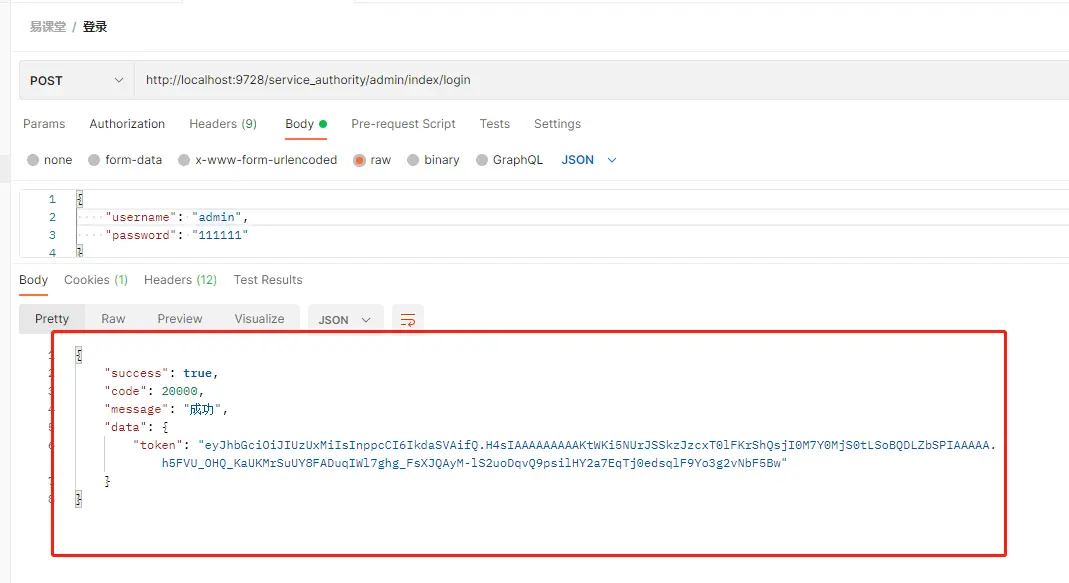 易课堂 / 登录
POST http://localhost:9728/service_authority/admin/index/login
Params Authorization Headers (9) Body Pre-request Script Tests Settings
none form-data x-www-form-urlencoded raw binary GraphQL JSON
1 {
2 "username": "admin",
3 "password": "111111"
4 }
Body Cookies (1) Headers (12) Test Results
Pretty Raw Preview Visualize JSON
1 {
2 "success": true,
3 "code": 20000,
4 "message": "成功",
5 "data": {
6 "token": "eyJhbGciOiJIUzUxMiIsInppcCI6IkdaSVAifQ.H4sIAAAAAAAAAKtWKi5NUrJSSkzJzcxT0lFKrShQsjI0M7Y0MjS0tLSoBQDLZbSPIAAAAA.
h5FVU_OHQ_KaUKMrSuUY8FADuqIWl7ghg_FsXJQAyM-lS2uoDqvQ9psilHY2a7EqTj0edsqlF9Yo3g2vNbF5Bw"
7 }
8 }